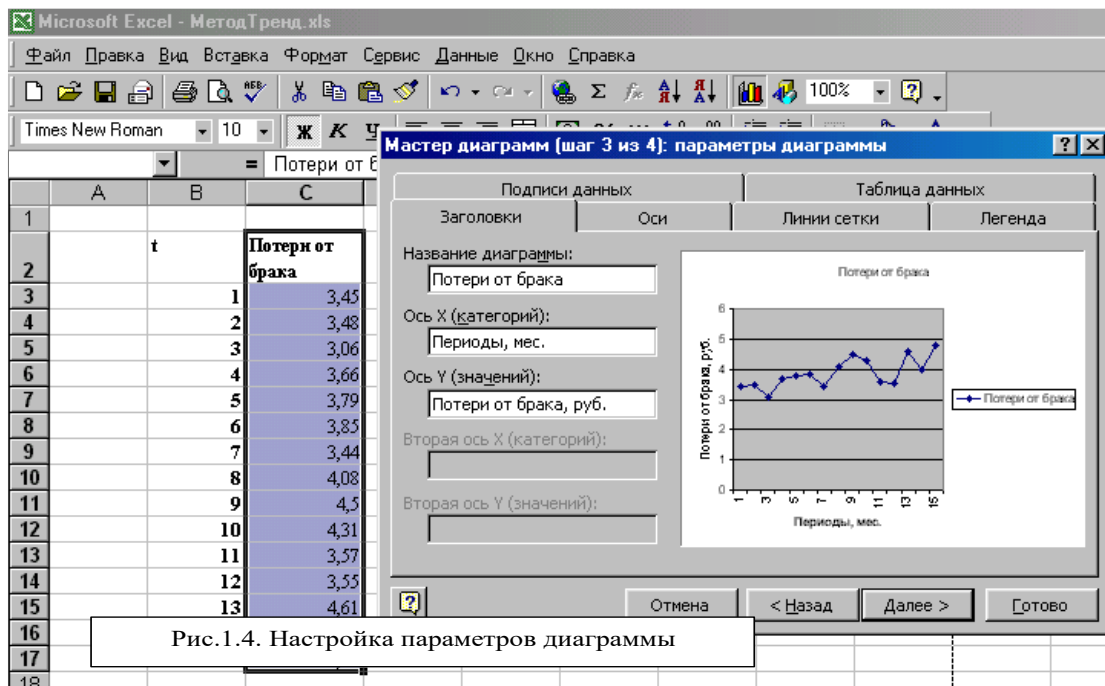 Microsoft Excel - МетодТренд.xls
Файл Правка Вид Вставка Формат Сервис Данные Окно Справка
100%
Times New Roman 10 Ж К Ч
= Потери от б
A B C
1
t Потери от
2 брака
3 1 3,45
4 2 3,48
5 3 3,06
6 4 3,66
7 5 3,79
8 6 3,85
9 7 3,44
10 8 4,08
11 9 4,5
12 10 4,31
13 11 3,57
14 12 3,55
15 13 4,61
16
17
18
Мастер диаграмм (шаг 3 из 4): параметры диаграммы
Подписи данных Таблица данных
Заголовки Оси Линии сетки Легенда
Название диаграммы:
Потери от брака
Ось X (категорий):
Периоды, мес.
Ось Y (значений):
Потери от брака, руб.
Вторая ось X (категорий):
Вторая ось Y (значений):
Потери от брака
Потери от брака, руб.
6
5
4
3
2
1
0
1 3 5 7 9 11 13 15
Периоды, мес.
Потери от брака
Отмена < Назад Далее > Готово
Рис.1.4. Настройка параметров диаграммы